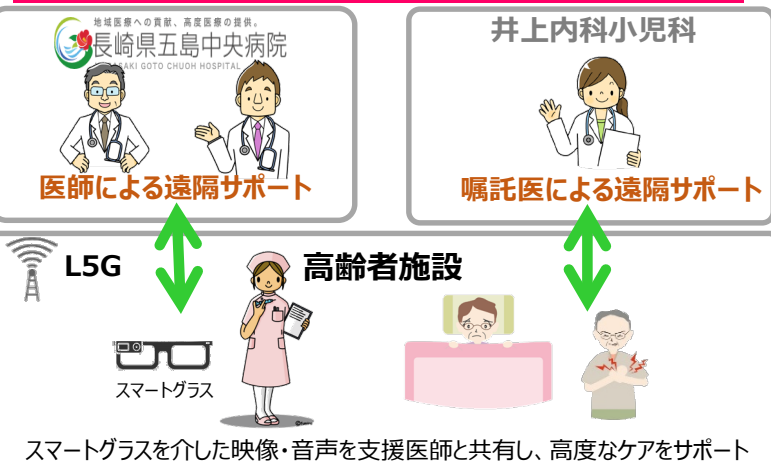 地域医療への貢献、高度医療の提供。
長崎県五島中央病院
ASAKI GOTO CHUOH HOSPITAL
医師による遠隔サポート
井上内科小児科
嘱託医による遠隔サポート
L5G
高齢者施設
スマートグラス
スマートグラスを介した映像・音声を支援医師と共有し、高度なケアをサポート